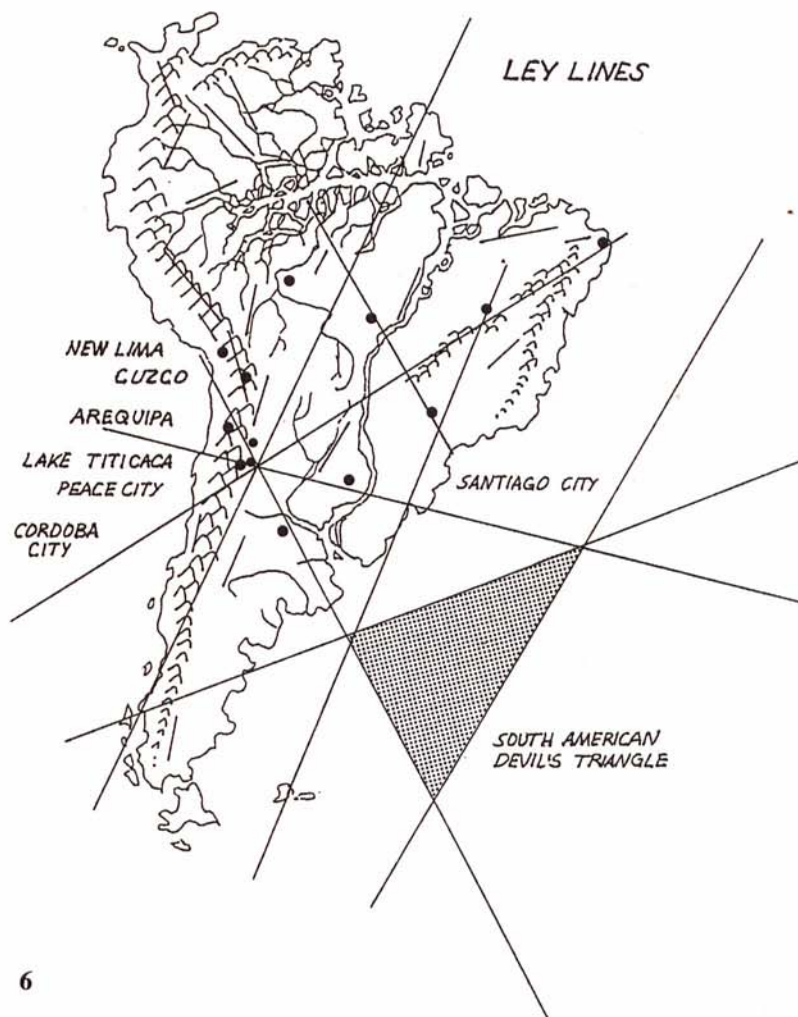 LEY LINES
NEW LIMA
CUZCO
AREQUIPA
LAKE TITICACA
PEACE CITY
CORDOBA
CITY
SANTIAGO CITY
SOUTH AMERICAN
DEVIL'S TRIANGLE
6